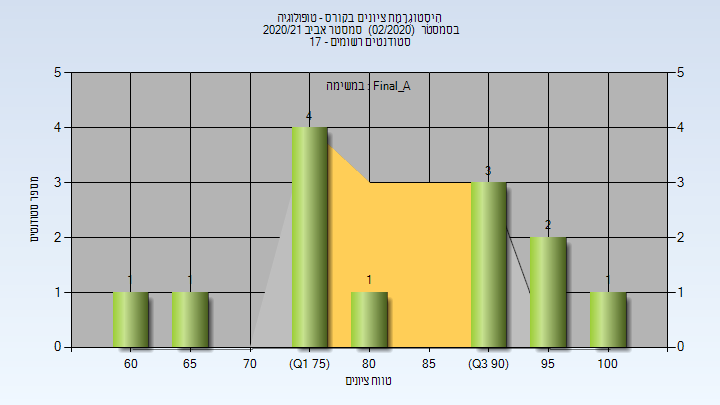 היסטוגרמת ציונים בקורס - טופולוגיה
בסמסטר (02/2020) סמסטר אביב 2020/21
סטודנטים רשומים - 17
במשימה : Final_A
5 5
4 4
3 3
2 2
1 1
0 0
4
3
2
1 1 1 1
60 65 70 (Q1 75) 80 85 (Q3 90) 95 100
מספר סטודנטים
טווח ציונים